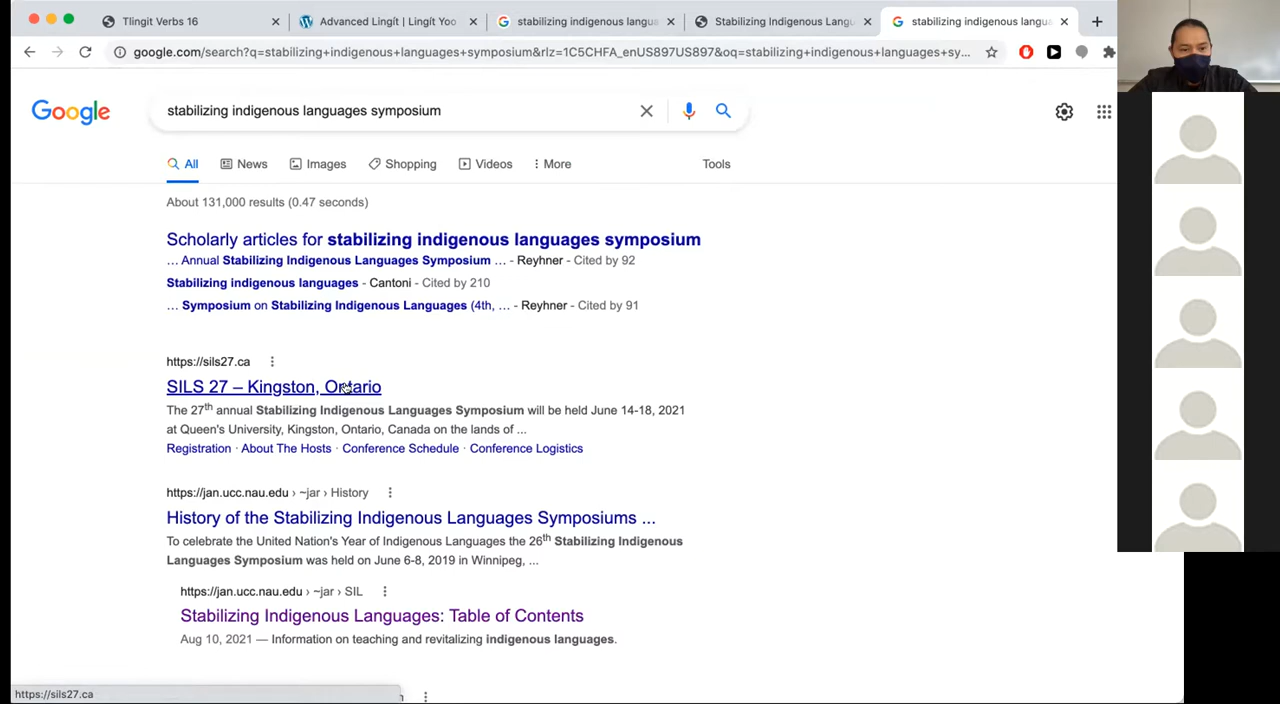 Tlingit Verbs 16
Advanced Lingít | Lingít Yoo
stabilizing indigenous langua
Stabilizing Indigenous Langu
stabilizing indigenous langua
google.com/search?q=stabilizing+indigenous+languages+symposium&rlz=1C5CHFA_enUS897US897&oq=stabilizing+indigenous+languages+sy...
Google
stabilizing indigenous languages symposium
All
News
Images
Shopping
Videos
More
Tools
About 131,000 results (0.47 seconds)
Scholarly articles for stabilizing indigenous languages symposium
... Annual Stabilizing Indigenous Languages Symposium ... - Reyhner - Cited by 92
Stabilizing indigenous languages - Cantoni - Cited by 210
... Symposium on Stabilizing Indigenous Languages (4th, ... - Reyhner - Cited by 91
https://sils27.ca
SILS 27 – Kingston, Ontario
The 27th annual Stabilizing Indigenous Languages Symposium will be held June 14-18, 2021
at Queen's University, Kingston, Ontario, Canada on the lands of ...
Registration · About The Hosts · Conference Schedule · Conference Logistics
https://jan.ucc.nau.edu › ~jar › History
History of the Stabilizing Indigenous Languages Symposiums ...
To celebrate the United Nation's Year of Indigenous Languages the 26th Stabilizing Indigenous
Languages Symposium was held on June 6-8, 2019 in Winnipeg, ...
https://jan.ucc.nau.edu › ~jar › SIL
Stabilizing Indigenous Languages: Table of Contents
Aug 10, 2021 — Information on teaching and revitalizing indigenous languages.
https://sils27.ca